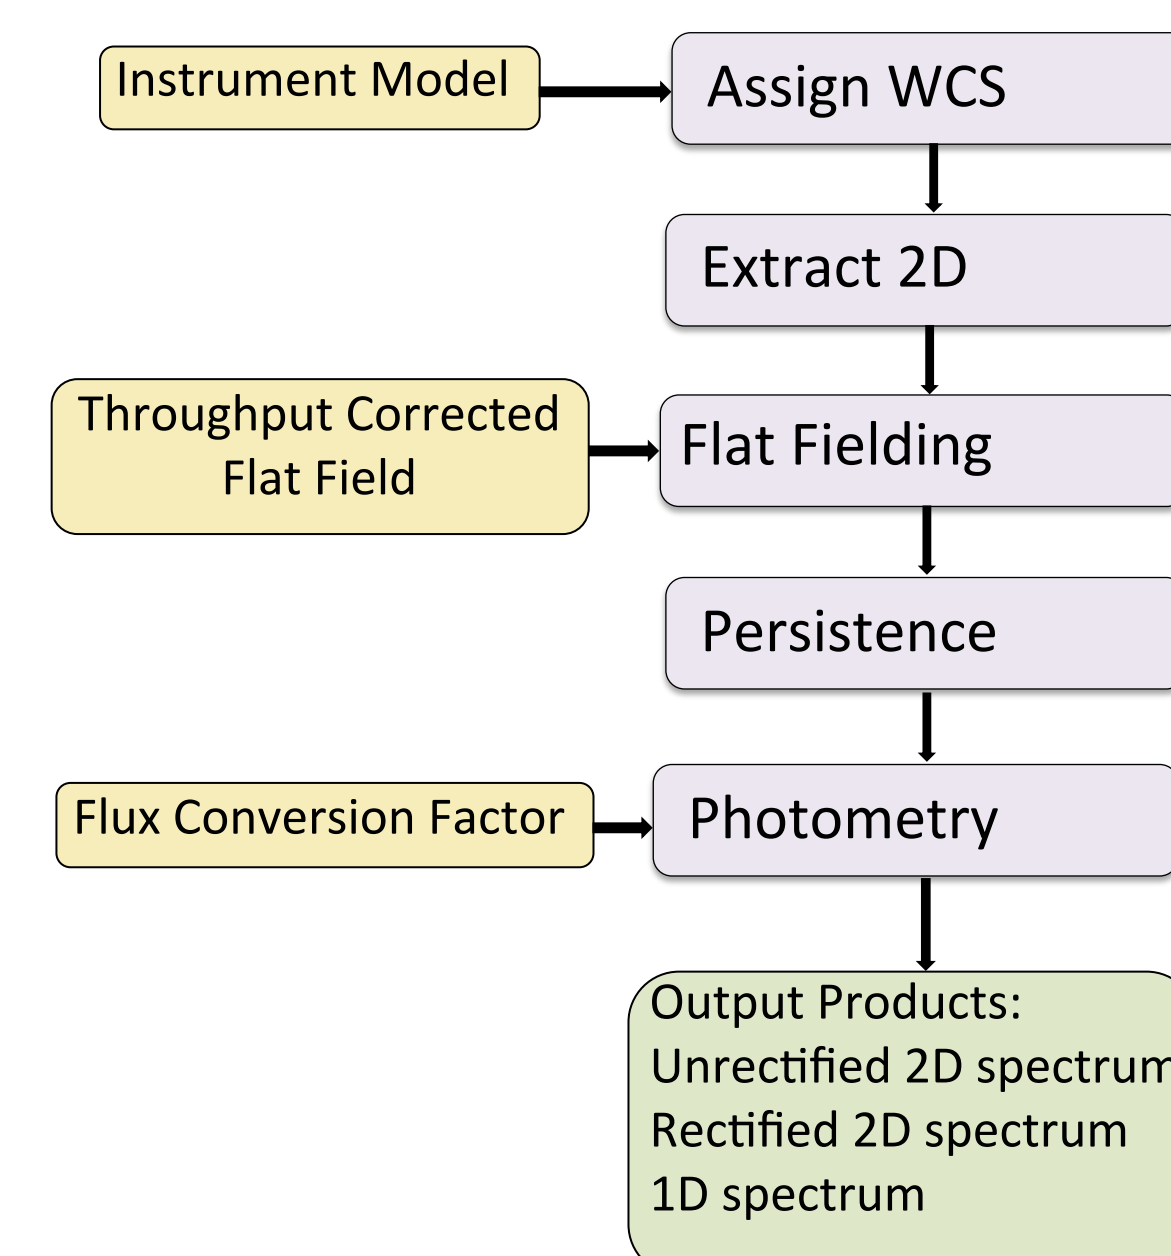 Instrument Model
Assign WCS
Extract 2D
Throughput Corrected
Flat Field
Flat Fielding
Persistence
Flux Conversion Factor
Photometry
Output Products:
Unrectified 2D spectrum
Rectified 2D spectrum
1D spectrum